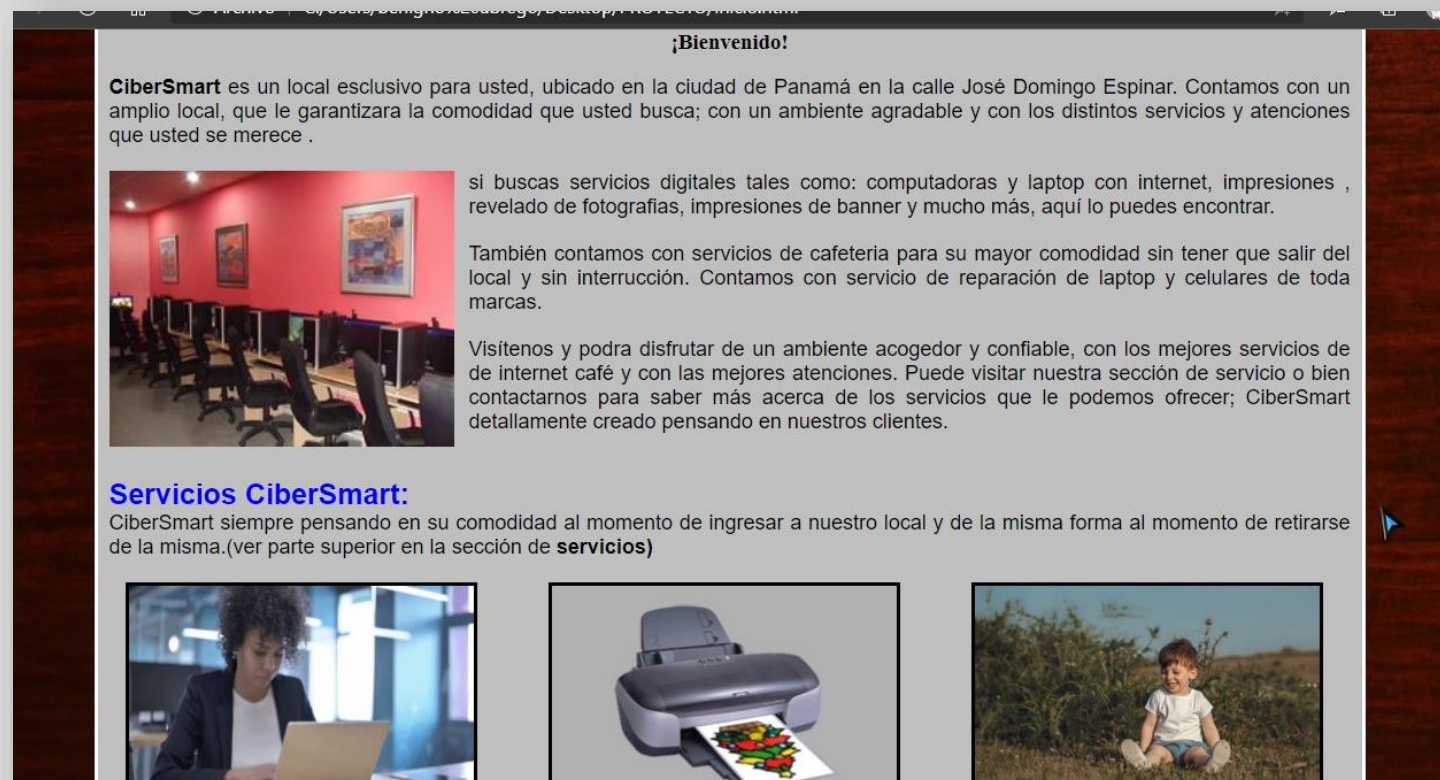 ¡Bienvenido!
CiberSmart es un local esclusivo para usted, ubicado en la ciudad de Panamá en la calle José Domingo Espinar. Contamos con un
amplio local, que le garantizara la comodidad que usted busca; con un ambiente agradable y con los distintos servicios y atenciones
que usted se merece .
si buscas servicios digitales tales como: computadoras y laptop con internet, impresiones ,
revelado de fotografias, impresiones de banner y mucho más, aquí lo puedes encontrar.
También contamos con servicios de cafeteria para su mayor comodidad sin tener que salir del
local y sin interrucción. Contamos con servicio de reparación de laptop y celulares de toda
marcas.
Visítenos y podra disfrutar de un ambiente acogedor y confiable, con los mejores servicios de
de internet café y con las mejores atenciones. Puede visitar nuestra sección de servicio o bien
contactarnos para saber más acerca de los servicios que le podemos ofrecer; CiberSmart
detallamente creado pensando en nuestros clientes.
Servicios CiberSmart:
CiberSmart siempre pensando en su comodidad al momento de ingresar a nuestro local y de la misma forma al momento de retirarse
de la misma.(ver parte superior en la sección de servicios)